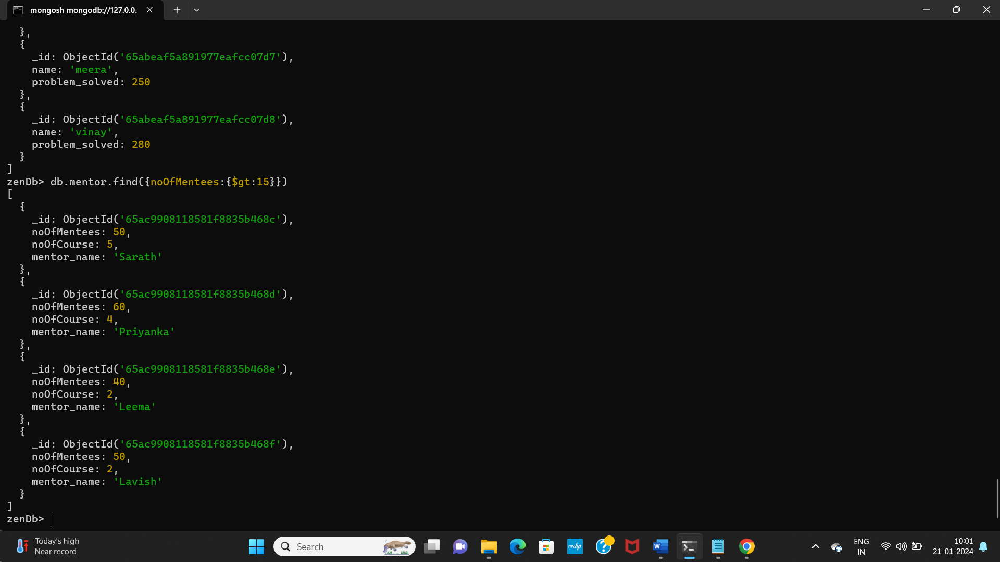 mongosh mongodb://127.0.0.
},
{
_id: ObjectId('65abeaf5a891977eafcc07d7'),
name: 'meera',
problem_solved: 250
},
{
_id: ObjectId('65abeaf5a891977eafcc07d8'),
name: 'vinay',
problem_solved: 280
}
]
zenDb> db.mentor.find({noOfMentees:{$gt:15}})
[
{
_id: ObjectId('65ac9908118581f8835b468c'),
noOfMentees: 50,
noOfCourse: 5,
mentor_name: 'Sarath'
},
{
_id: ObjectId('65ac9908118581f8835b468d'),
noOfMentees: 60,
noOfCourse: 4,
mentor_name: 'Priyanka'
},
{
_id: ObjectId('65ac9908118581f8835b468e'),
noOfMentees: 40,
noOfCourse: 2,
mentor_name: 'Leema'
},
{
_id: ObjectId('65ac9908118581f8835b468f'),
noOfMentees: 50,
noOfCourse: 2,
mentor_name: 'Lavish'
}
]
zenDb>
Today's high
Near record
Search
myhp
W
ENG
IN
10:01
21-01-2024